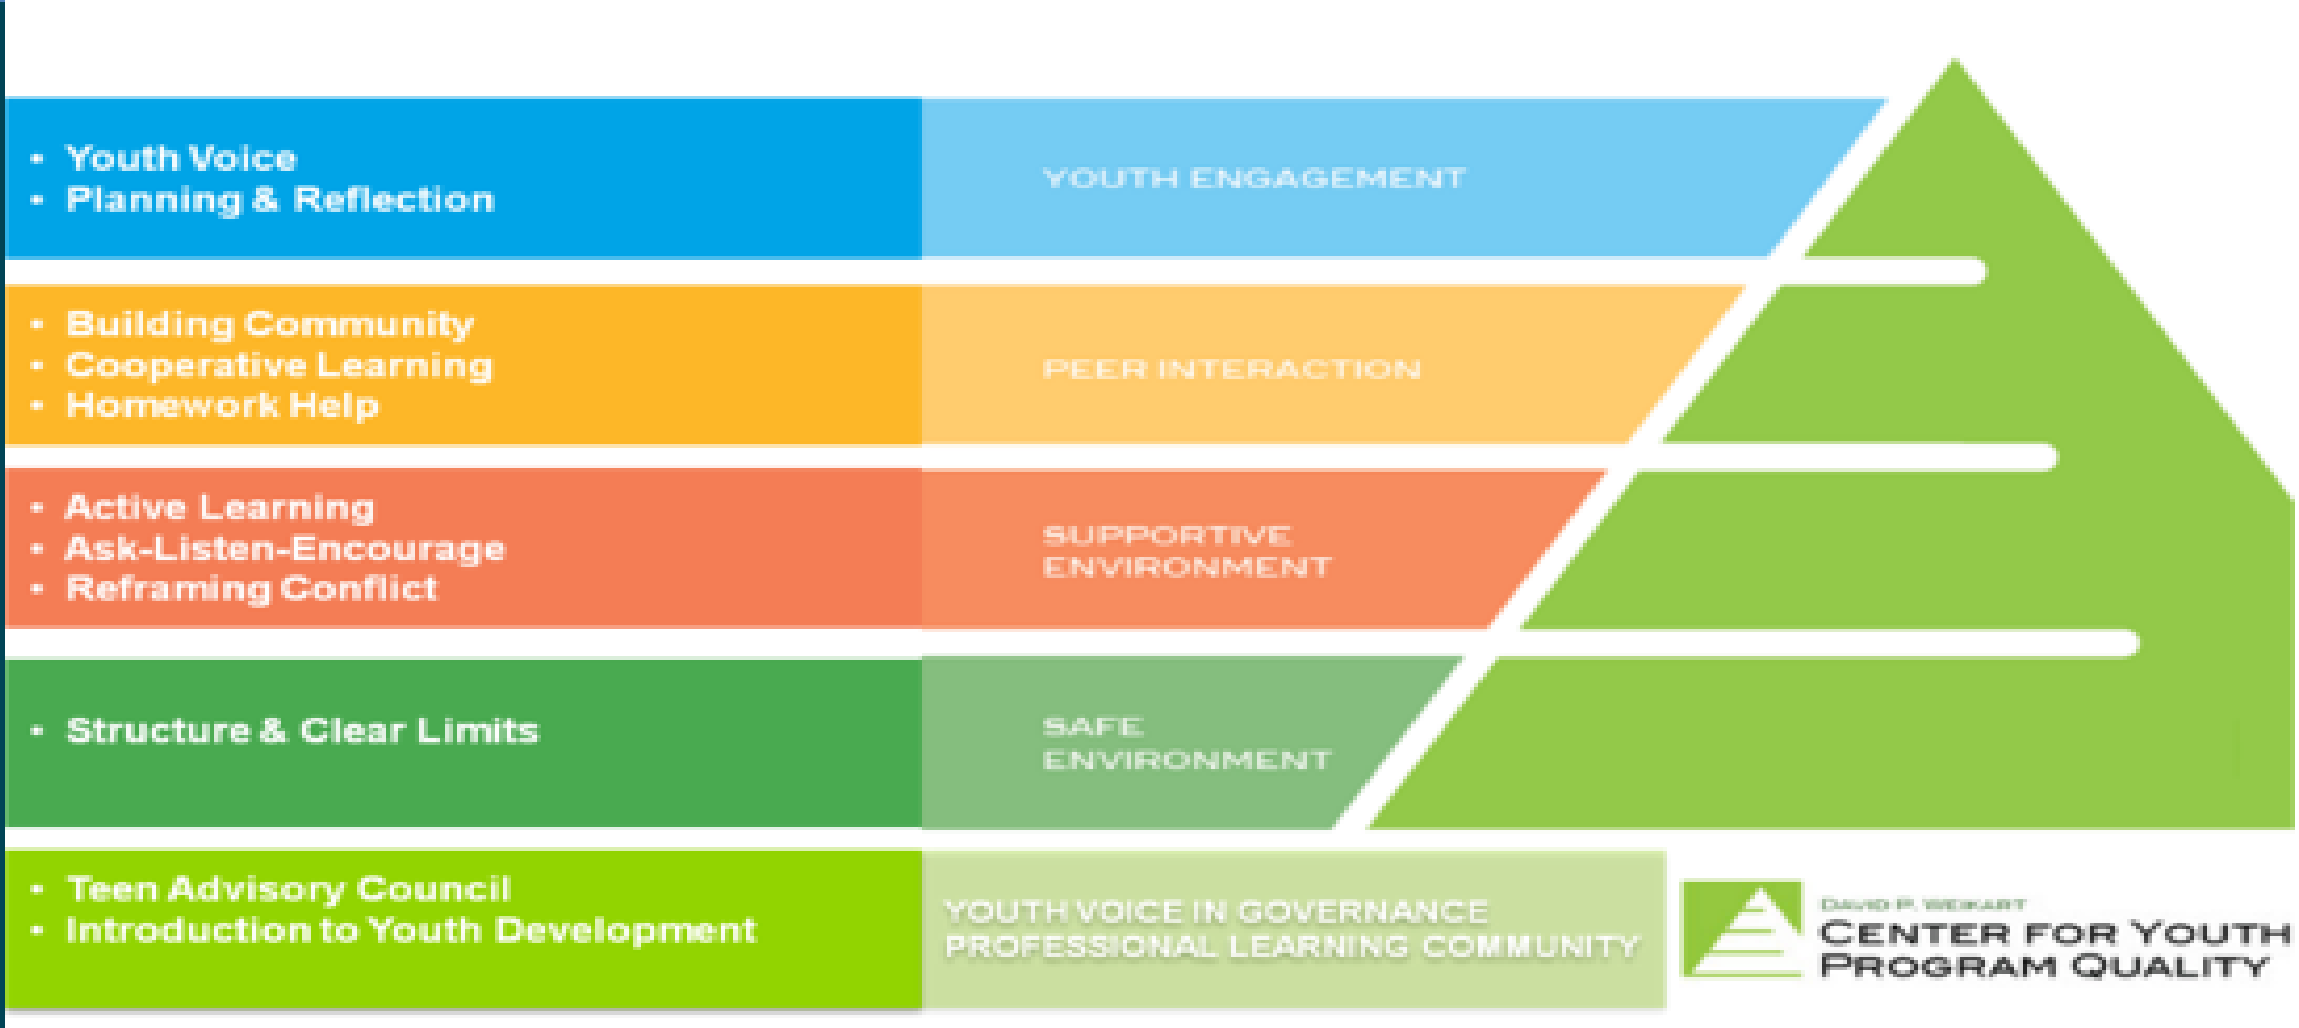 • Youth Voice
• Planning & Reflection
YOUTH ENGAGEMENT
• Building Community
• Cooperative Learning
• Homework Help
PEER INTERACTION
• Active Learning
• Ask-Listen-Encourage
• Reframing Conflict
SUPPORTIVE
ENVIRONMENT
• Structure & Clear Limits
SAFE
ENVIRONMENT
• Teen Advisory Council
• Introduction to Youth Development
YOUTH VOICE IN GOVERNANCE
PROFESSIONAL LEARNING COMMUNITY
DAVID P. WEIKART
CENTER FOR YOUTH
PROGRAM QUALITY